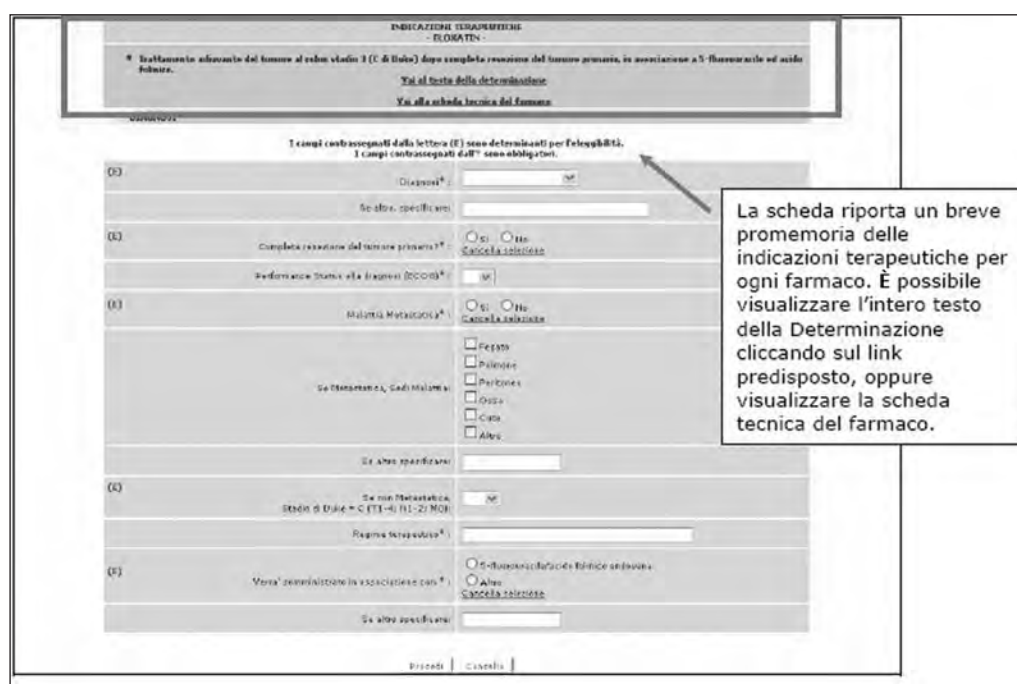 INDICAZIONI TERAPEUTICHE
- ELOXATIN -
* Trattamento adiuvante del tumore al colon stadio 3 (C di Duke) dopo completa resezione del tumore primario, in associazione a 5-fluorouracile ed acido
folinico.
Vai al testo della determinazione
Vai alla scheda tecnica del farmaco
DIAGNOSI
I campi contrassegnati dalla lettera (E) sono determinanti per l'eleggibilità.
I campi contrassegnati dall'* sono obbligatori.
(E)
Diagnosi* :
Se altro, specificare:
(E)
Completa resezione del tumore primario?* :
Si No
Cancella selezione
Performance Status alla diagnosi (ECOG)* :
(E)
Malattia Metastatica* :
Si No
Cancella selezione
Se Metastatica, Sedi Malattia:
Fegato
Polmone
Peritoneo
Ossa
Cute
Altro
Se altro specificare:
(E)
Se non Metastatica,
Stadio di Duke = C (T1-4; N1-2; M0):
Regime terapeutico* :
(E)
Verra' somministrato in associazione con* :
5-fluorouracile/acido folinico endovena
Altro
Cancella selezione
Se altro specificare:
Procedi Cancella
La scheda riporta un breve
promemoria delle
indicazioni terapeutiche per
ogni farmaco. È possibile
visualizzare l'intero testo
della Determinazione
cliccando sul link
predisposto, oppure
visualizzare la scheda
tecnica del farmaco.